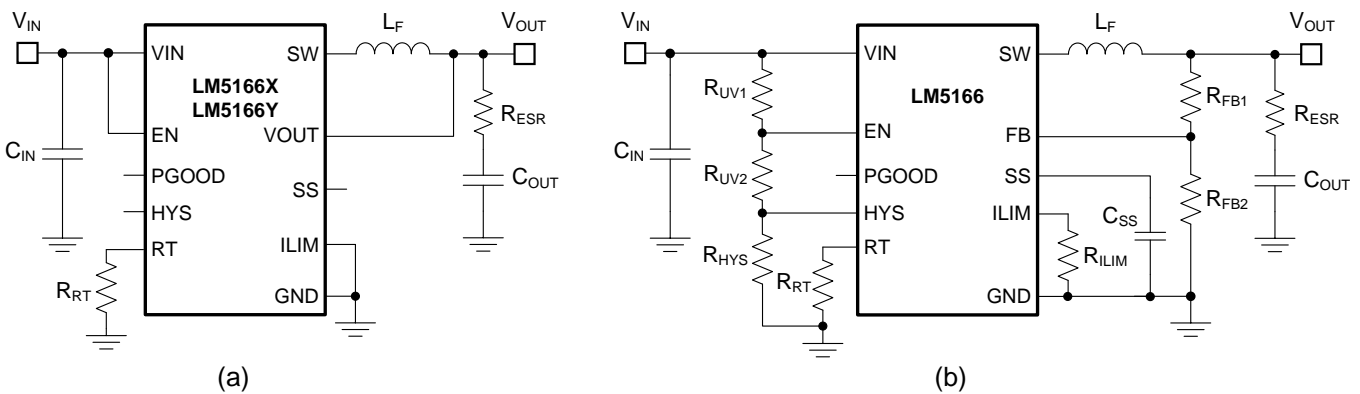 VIN
LF
VOUT
VIN
SW
LM5166X
LM5166Y
RESR
EN
VOUT
CIN
PGOOD
COUT
SS
HYS
RT
ILIM
RRT
GND
(a)
VIN
LF
VOUT
VIN
SW
RUV1
LM5166
RFB1
RESR
EN
FB
CIN
RUV2
PGOOD
SS
COUT
RFB2
HYS
ILIM
CSS
RHYS
RT
RILIM
RRT
GND
(b)